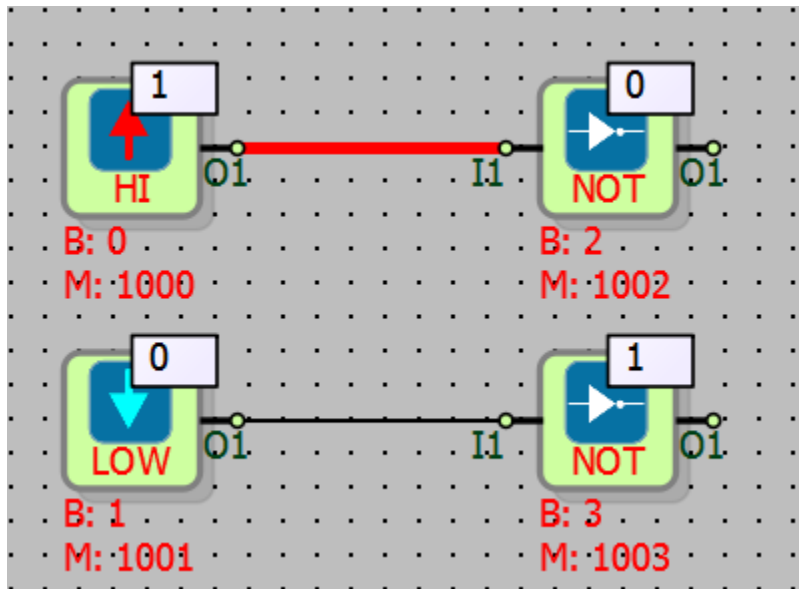 1 0
HI O1 I1 NOT O1
B: 0 B: 2
M: 1000 M: 1002
0 1
LOW O1 I1 NOT O1
B: 1 B: 3
M: 1001 M: 1003